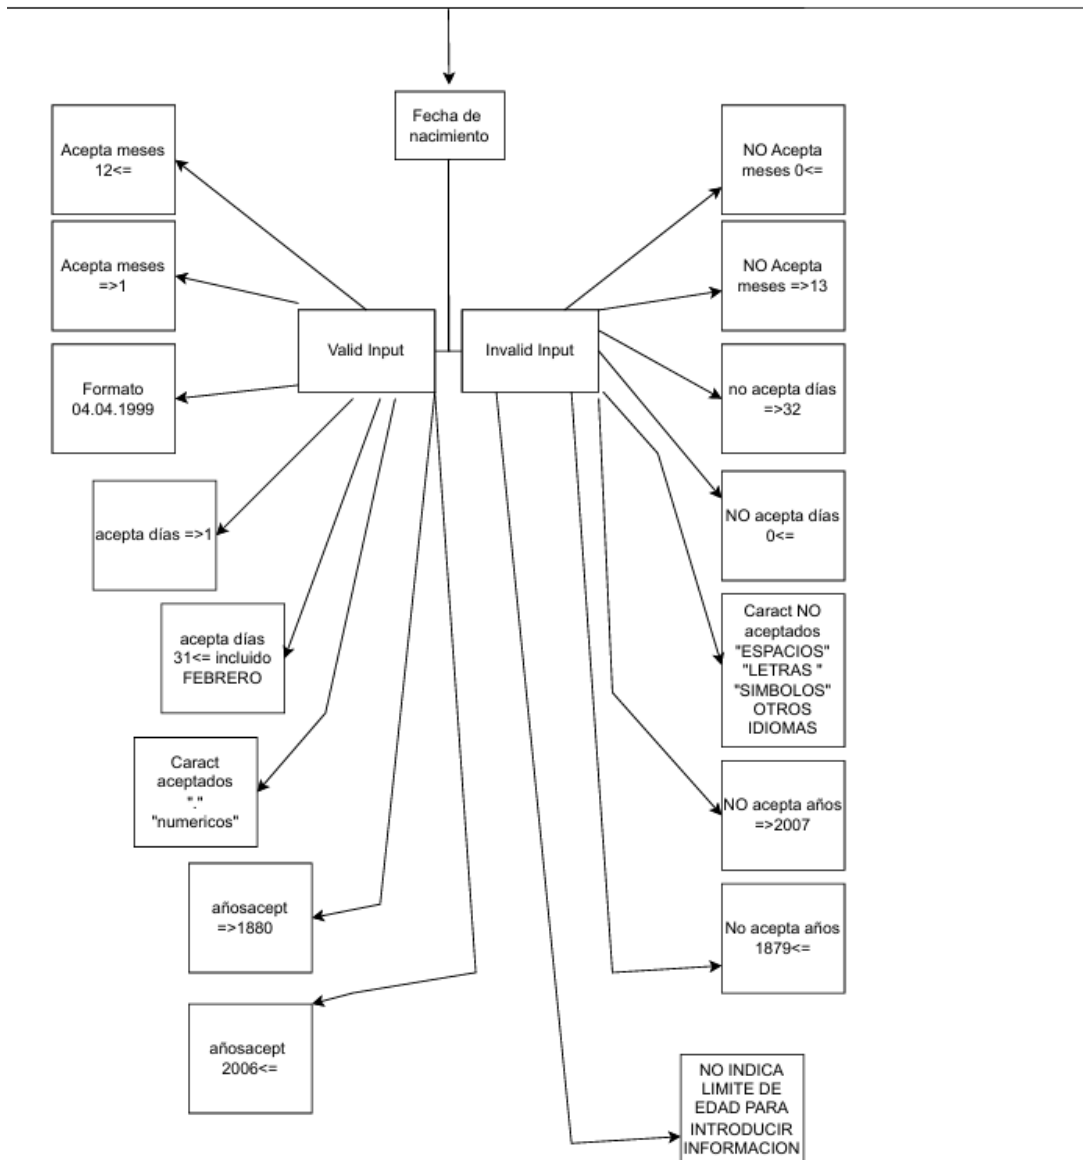 Fecha de
nacimiento
Acepta meses
12<=
NO Acepta
meses 0<=
Acepta meses
=>1
NO Acepta
meses =>13
Valid Input
Invalid Input
Formato
04.04.1999
no acepta días
=>32
acepta días =>1
NO acepta días
0<=
acepta días
31<= incluido
FEBRERO
Caract NO
aceptados
"ESPACIOS"
"LETRAS "
"SIMBOLOS"
OTROS
IDIOMAS
Caract
aceptados
"."
"numericos"
NO acepta años
=>2007
añosacept
=>1880
No acepta años
1879<=
añosacept
2006<=
NO INDICA
LIMITE DE
EDAD PARA
INTRODUCIR
INFORMACION